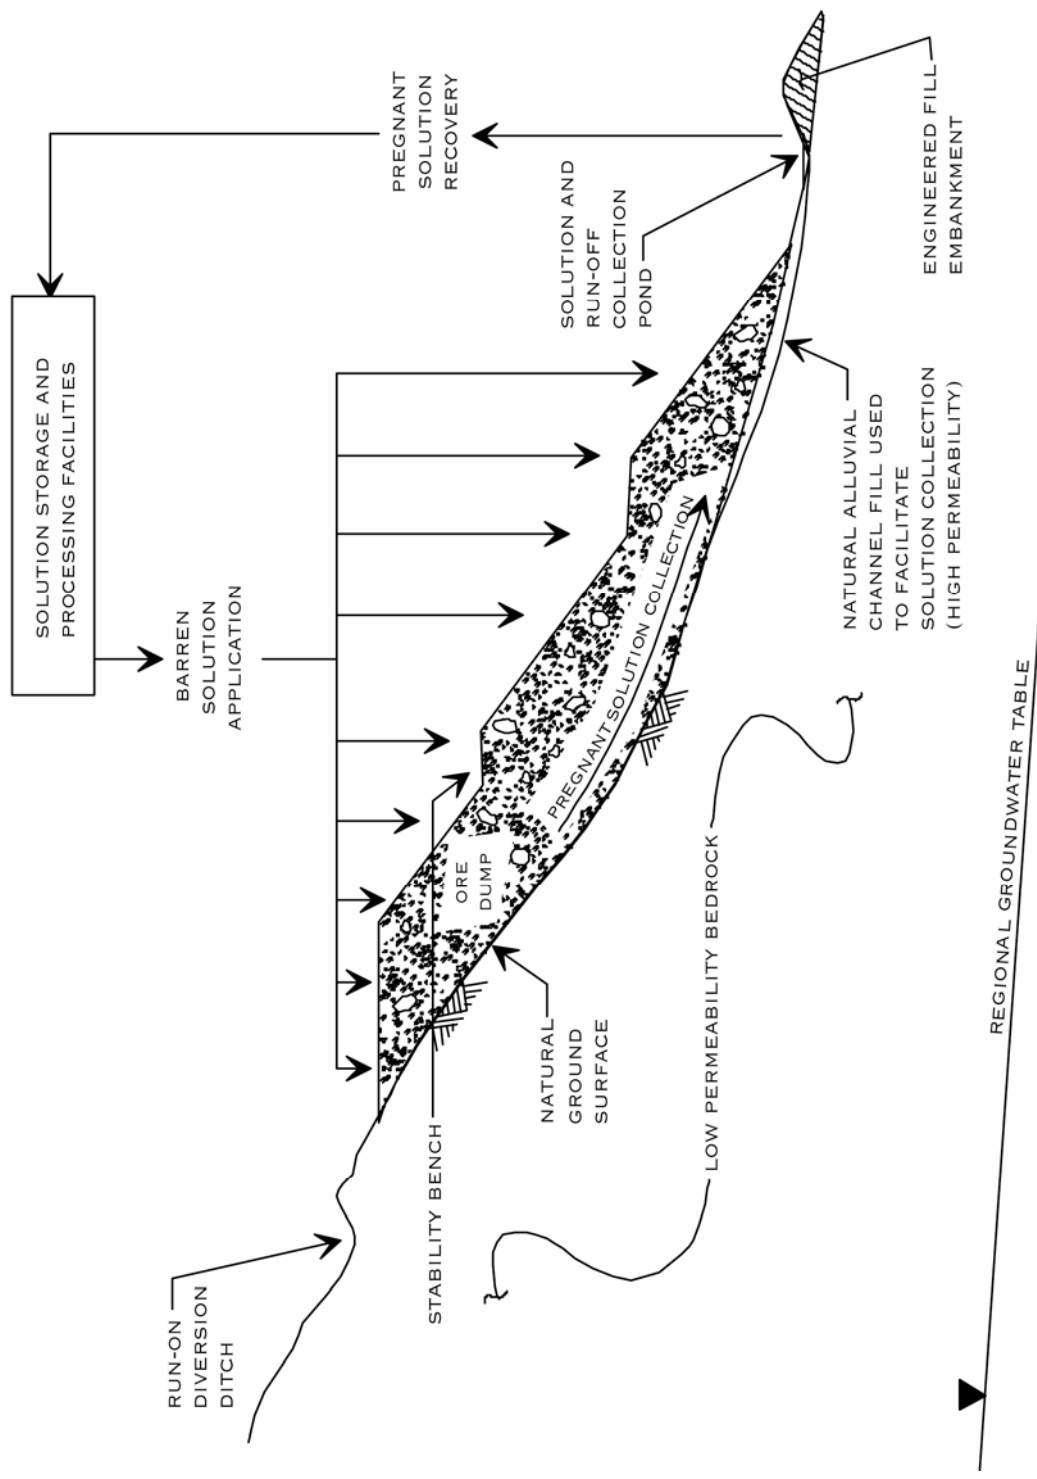 SOLUTION STORAGE AND
PROCESSING FACILITIES
BARREN
SOLUTION
APPLICATION
PREGNANT
SOLUTION
RECOVERY
RUN-ON
DIVERSION
DITCH
STABILITY BENCH
ORE
DUMP
PREGNANT SOLUTION COLLECTION
SOLUTION AND
RUN-OFF
COLLECTION
POND
NATURAL
GROUND
SURFACE
LOW PERMEABILITY BEDROCK
NATURAL ALLUVIAL
CHANNEL FILL USED
TO FACILITATE
SOLUTION COLLECTION
(HIGH PERMEABILITY)
ENGINEERED FILL
EMBANKMENT
REGIONAL GROUNDWATER TABLE